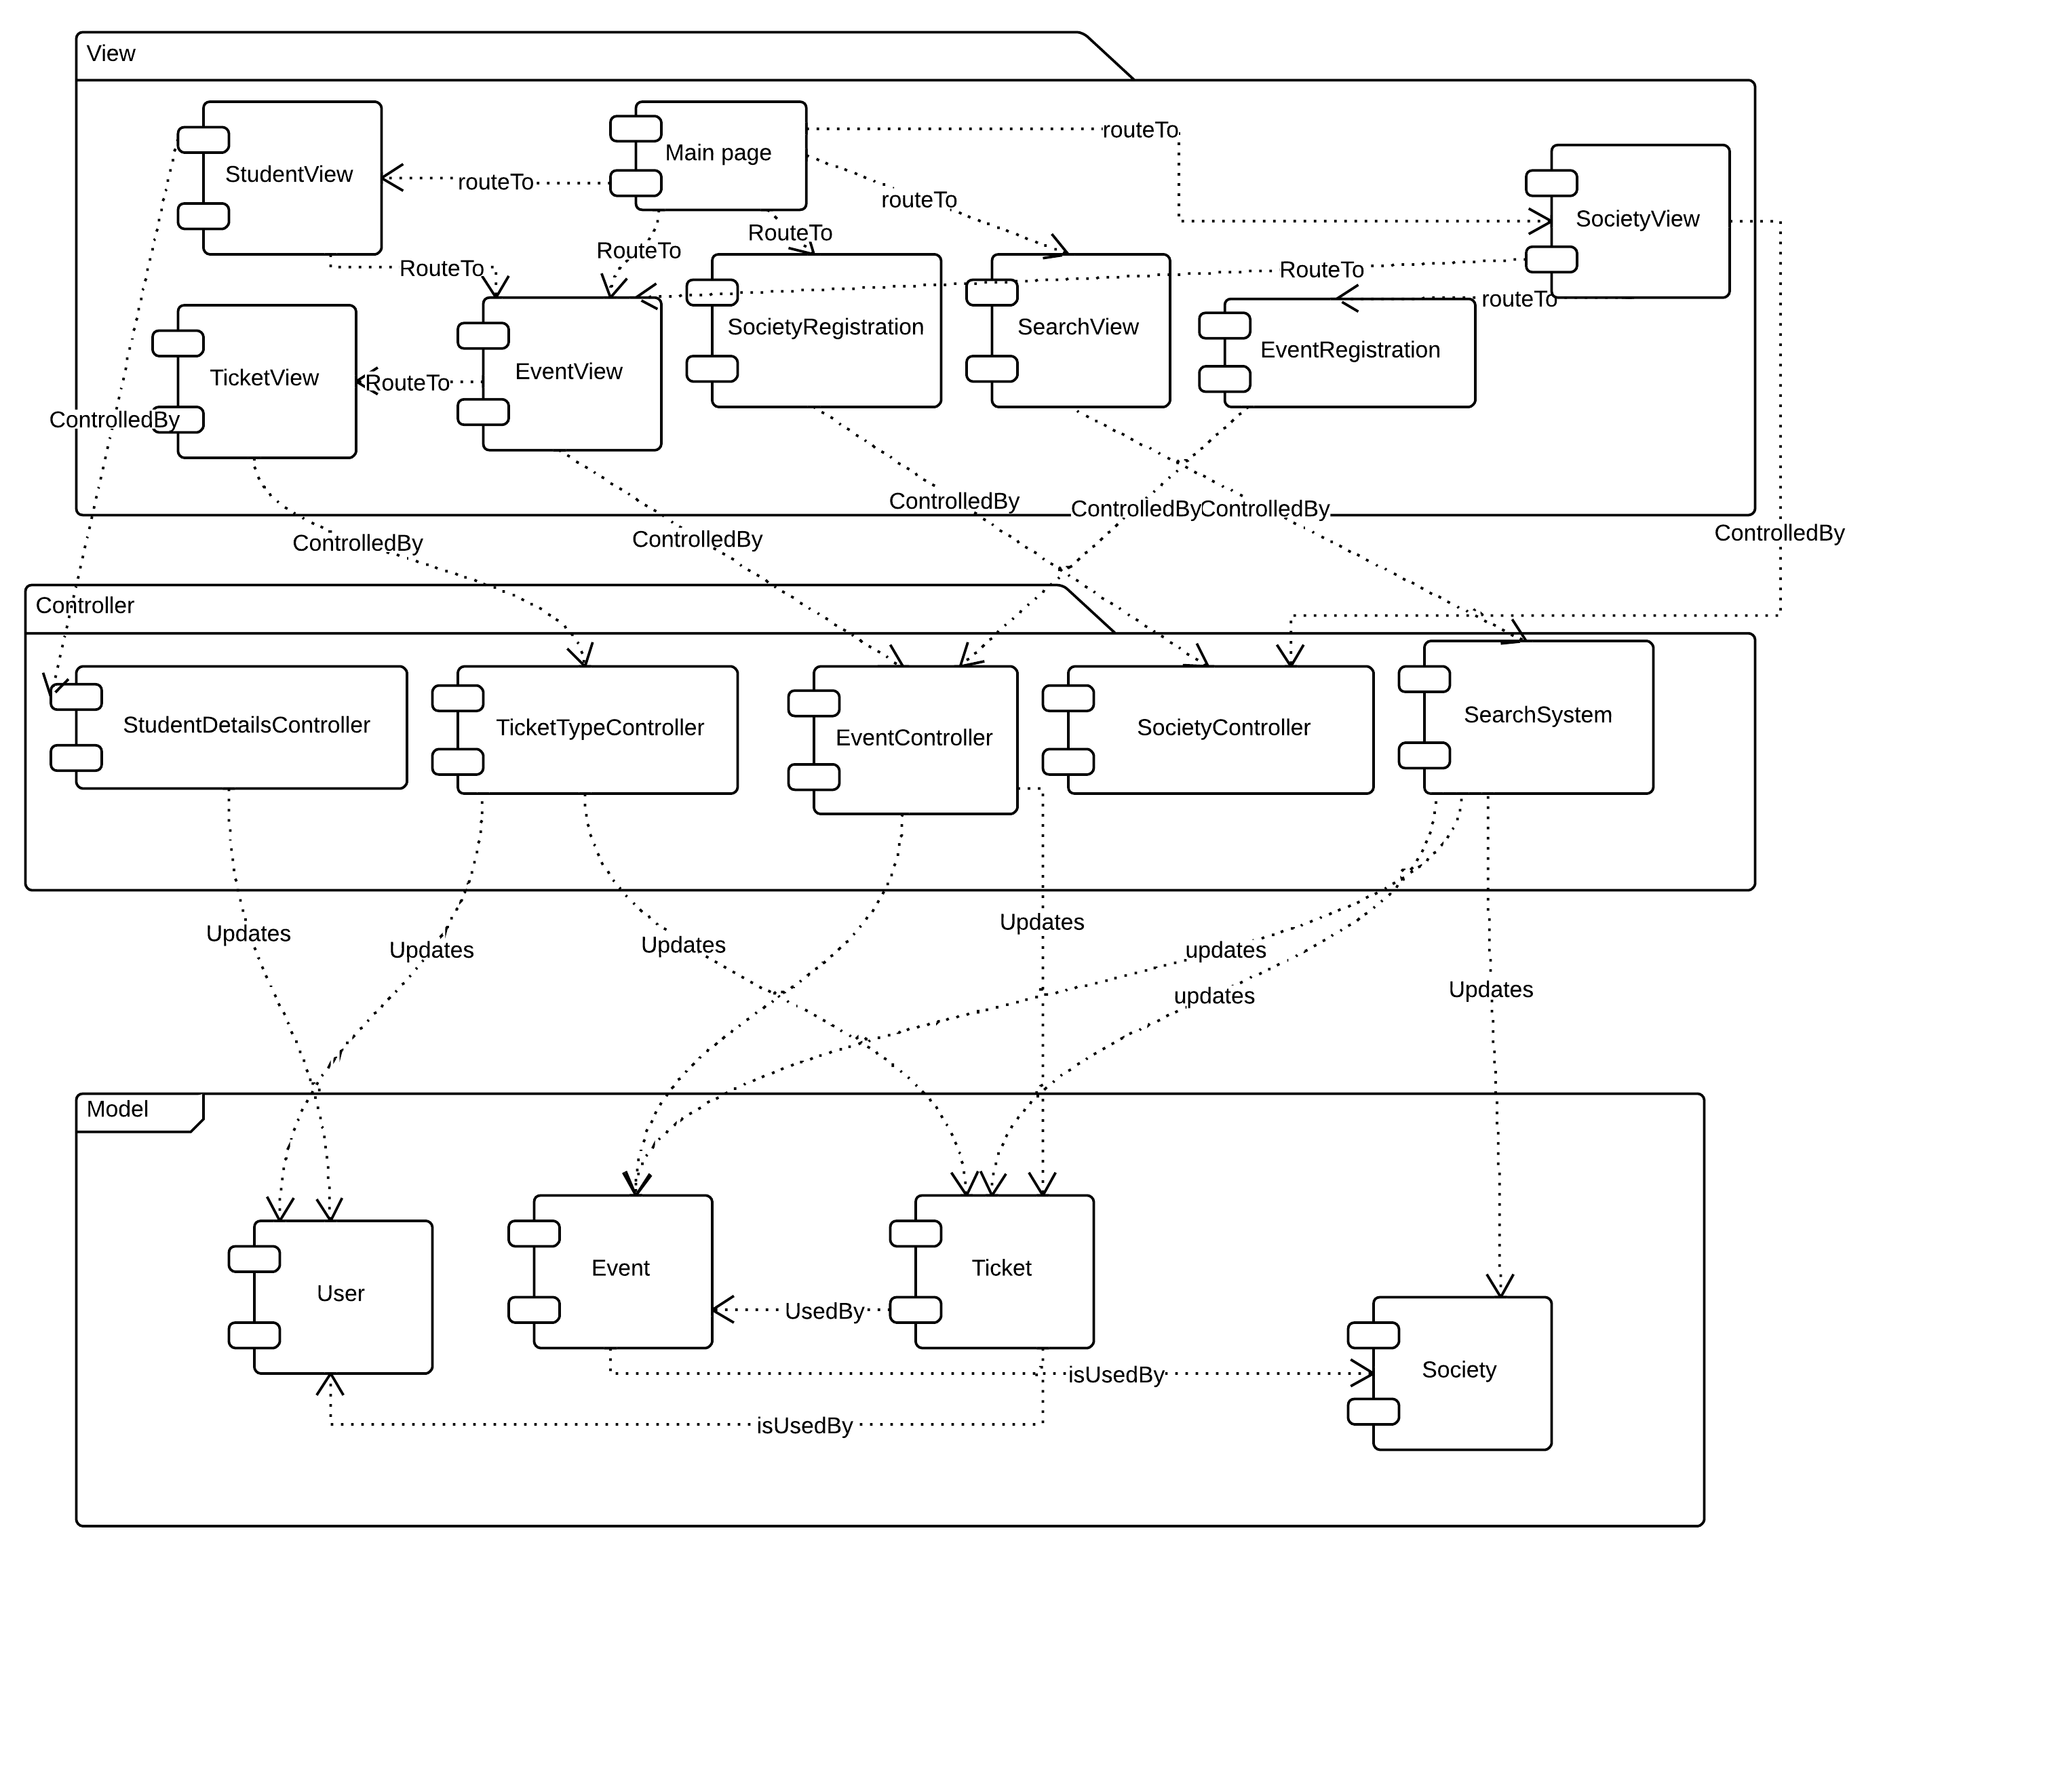 View
routeTo
Main page
StudentView
routeTo
routeTo
SocietyView
RouteTo
RouteTo
RouteTo
RouteTo
routeTo
SocietyRegistration
SearchView
EventRegistration
TicketView
RouteTo
EventView
ControlledBy
ControlledBy
ControlledBy
ControlledBy
ControlledBy
ControlledBy
ControlledBy
Controller
StudentDetailsController
TicketTypeController
EventController
SocietyController
SearchSystem
Updates
Updates
Updates
Updates
updates
updates
Updates
Model
User
Event
Ticket
UsedBy
Society
isUsedBy
isUsedBy